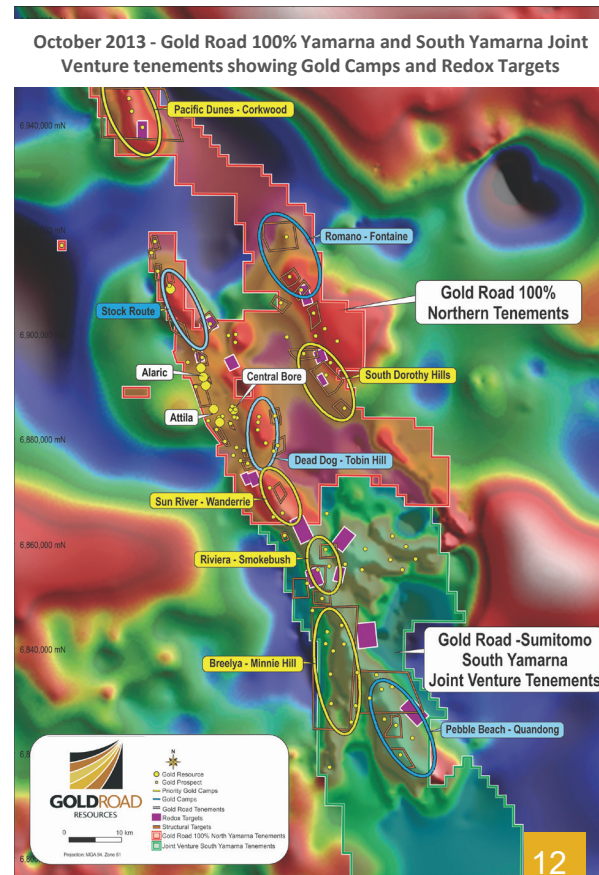 October 2013 - Gold Road 100% Yamarna and South Yamarna Joint
Venture tenements showing Gold Camps and Redox Targets
Pacific Dunes - Corkwood
6,940,000 mN
Romano - Fontaine
Gold Road 100%
Northern Tenements
Stock Route
6,900,000 mN
Alaric
Central Bore
South Dorothy Hills
Attila
6,880,000 mN
Dead Dog - Tobin Hill
Sun River - Wanderrie
6,860,000 mN
Riviera - Smokebush
Gold Road -Sumitomo
South Yamarna
Joint Venture Tenements
6,840,000 mN
Breelya - Minnie Hill
Pebble Beach - Quandong
N
GOLDROAD
RESOURCES
0 10 km
Projection: MGA 94 Zone 51
Gold Resource
Gold Prospect
Priority Gold Camps
Gold Camps
Gold Road Tenements
Redox Targets
Structural Targets
Gold Road 100% North Yamarna Tenements
Joint Venture South Yamarna Tenements
12